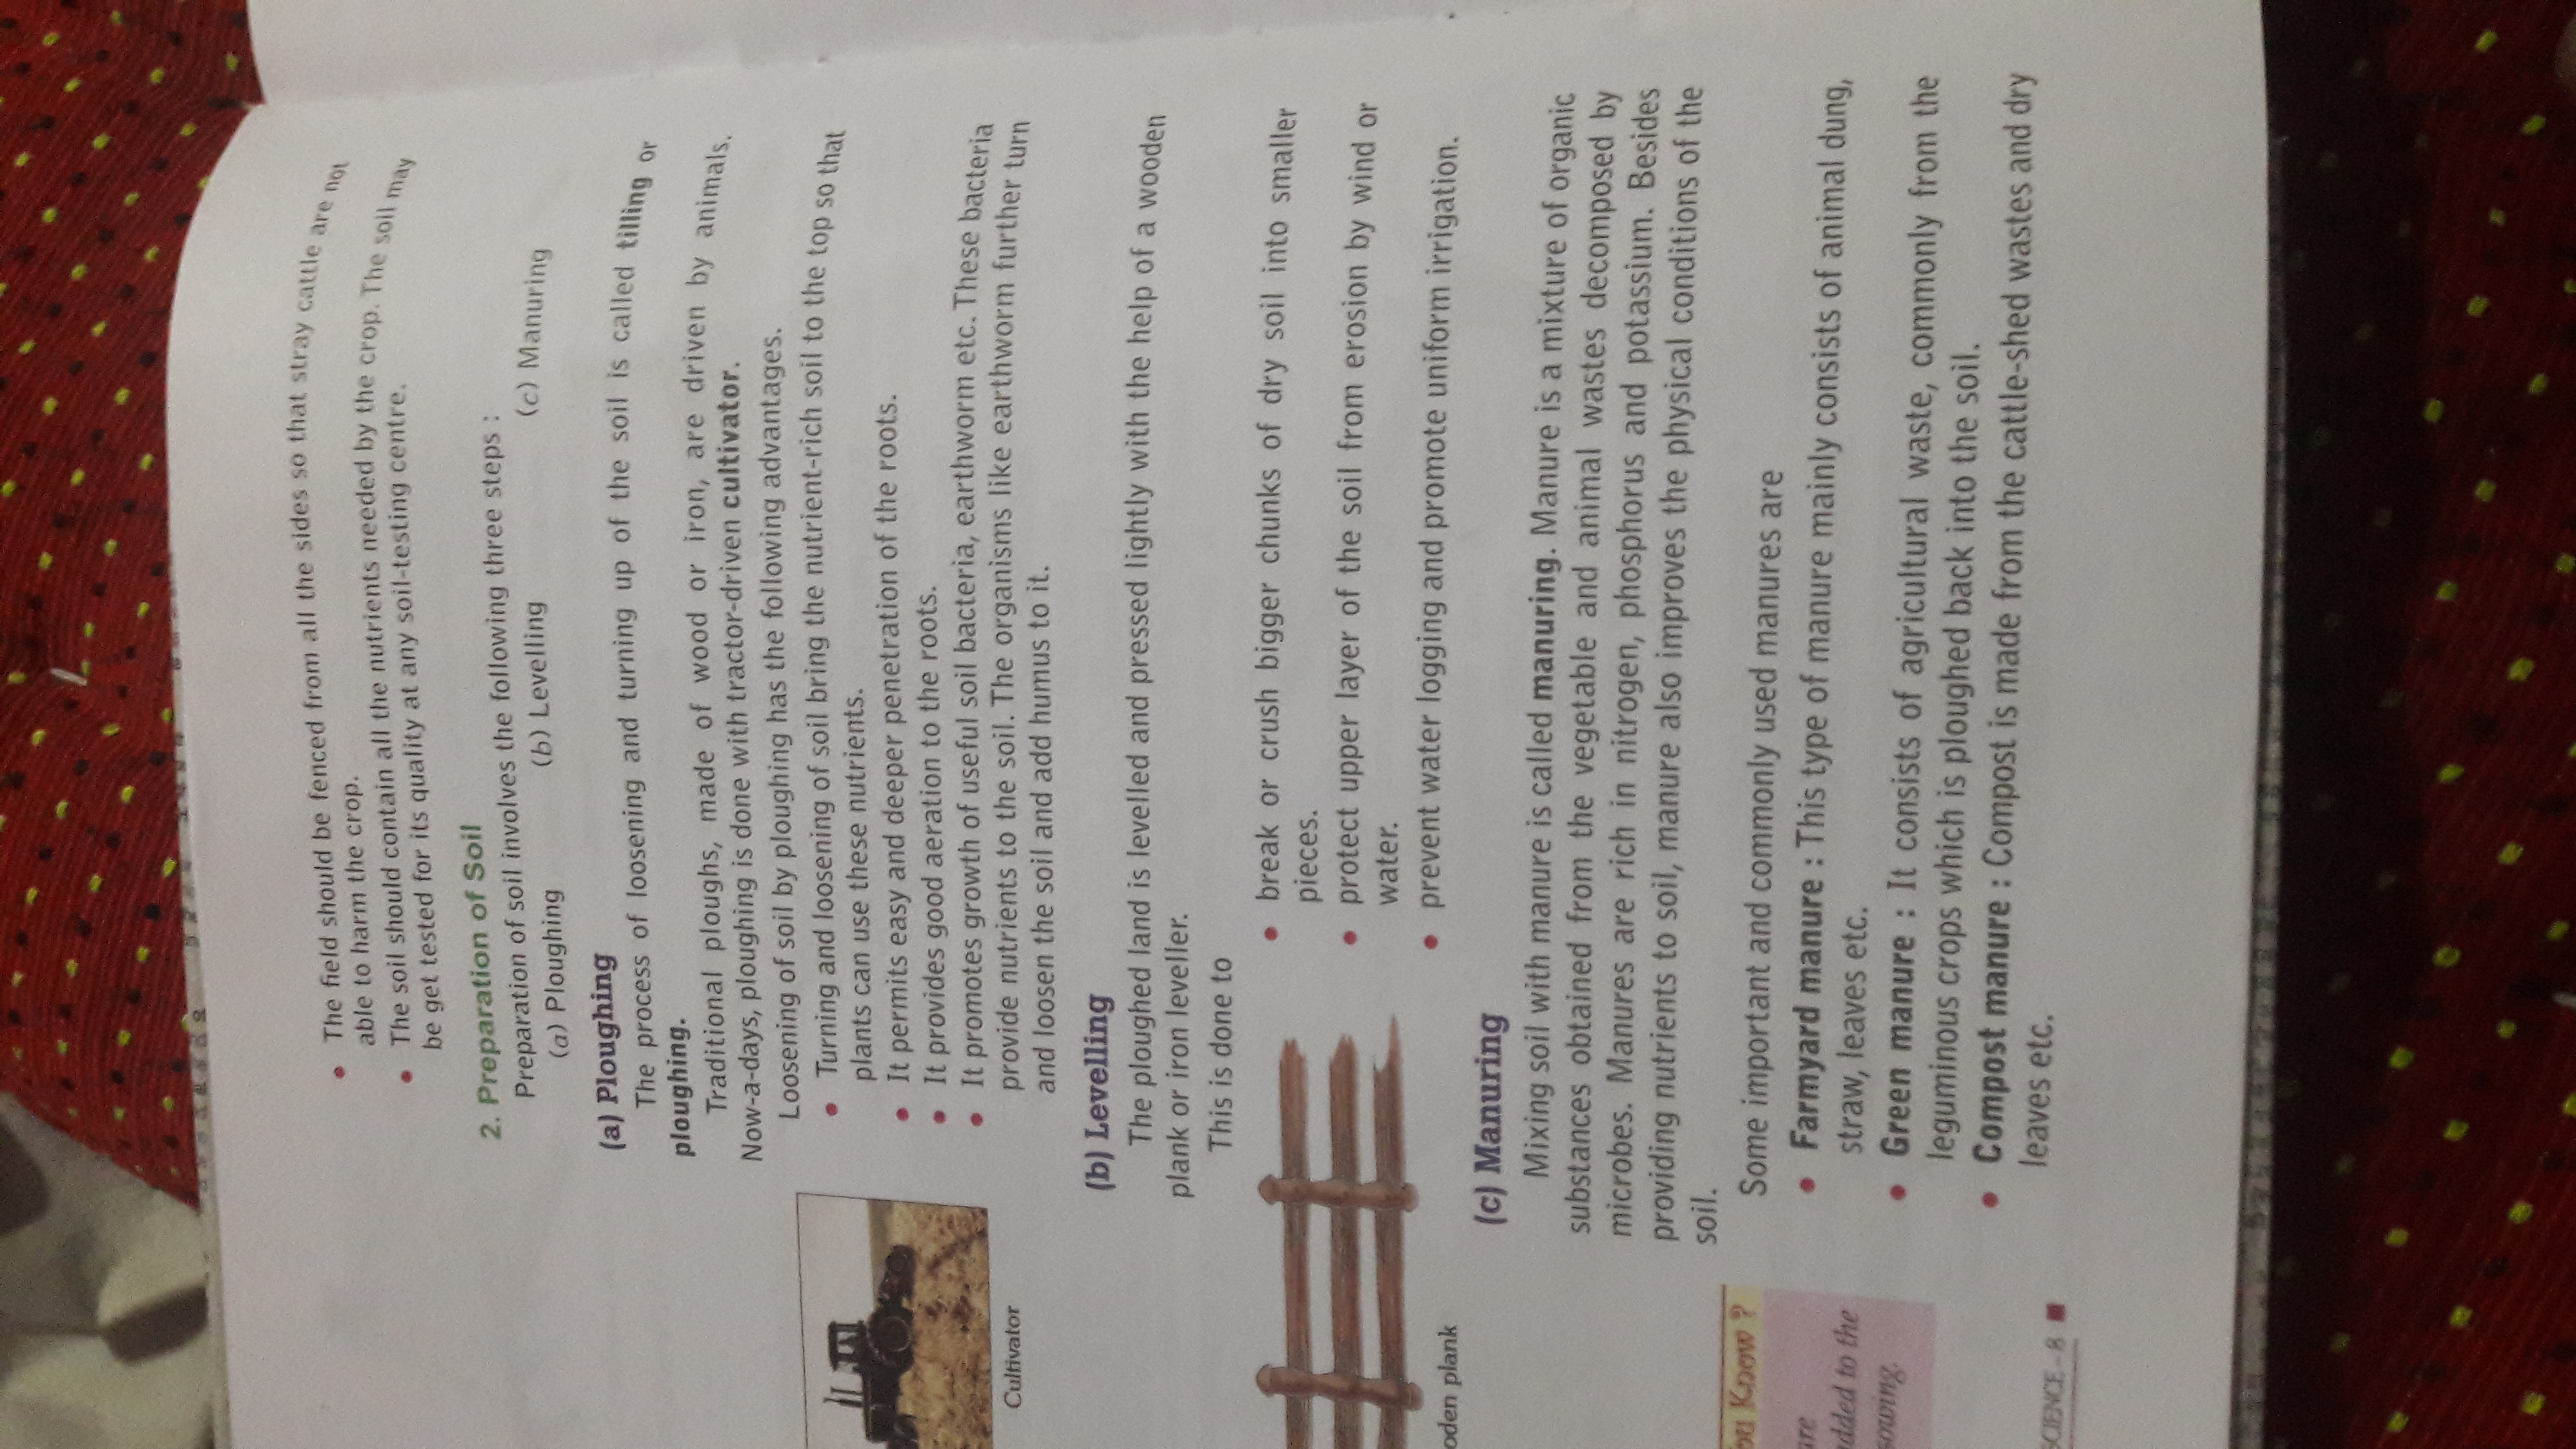 • The field should be fenced from all the sides so that stray cattle are not
able to harm the crop.
• The soil should contain all the nutrients needed by the crop. The soil may
be get tested for its quality at any soil-testing centre.
2. Preparation of Soil
Preparation of soil involves the following three steps :
(a) Ploughing (b) Levelling (c) Manuring
(a) Ploughing
The process of loosening and turning up of the soil is called tilling or
ploughing.
Traditional ploughs, made of wood or iron, are driven by animals.
Now-a-days, ploughing is done with tractor-driven cultivator.
Loosening of soil by ploughing has the following advantages.
• Turning and loosening of soil bring the nutrient-rich soil to the top so that
plants can use these nutrients.
• It permits easy and deeper penetration of the roots.
• It provides good aeration to the roots.
• It promotes growth of useful soil bacteria, earthworm etc. These bacteria
provide nutrients to the soil. The organisms like earthworm further turn
and loosen the soil and add humus to it.
Cultivator
(b) Levelling
The ploughed land is levelled and pressed lightly with the help of a wooden
plank or iron leveller.
This is done to
• break or crush bigger chunks of dry soil into smaller
pieces.
• protect upper layer of the soil from erosion by wind or
water.
• prevent water logging and promote uniform irrigation.
oden plank
(c) Manuring
Mixing soil with manure is called manuring. Manure is a mixture of organic
substances obtained from the vegetable and animal wastes decomposed by
microbes. Manures are rich in nitrogen, phosphorus and potassium. Besides
providing nutrients to soil, manure also improves the physical conditions of the
soil.
Some important and commonly used manures are
• Farmyard manure : This type of manure mainly consists of animal dung,
straw, leaves etc.
• Green manure : It consists of agricultural waste, commonly from the
leguminous crops which is ploughed back into the soil.
• Compost manure : Compost is made from the cattle-shed wastes and dry
leaves etc.
ou Know ?
are
added to the
sowing.
SCIENCE – 8